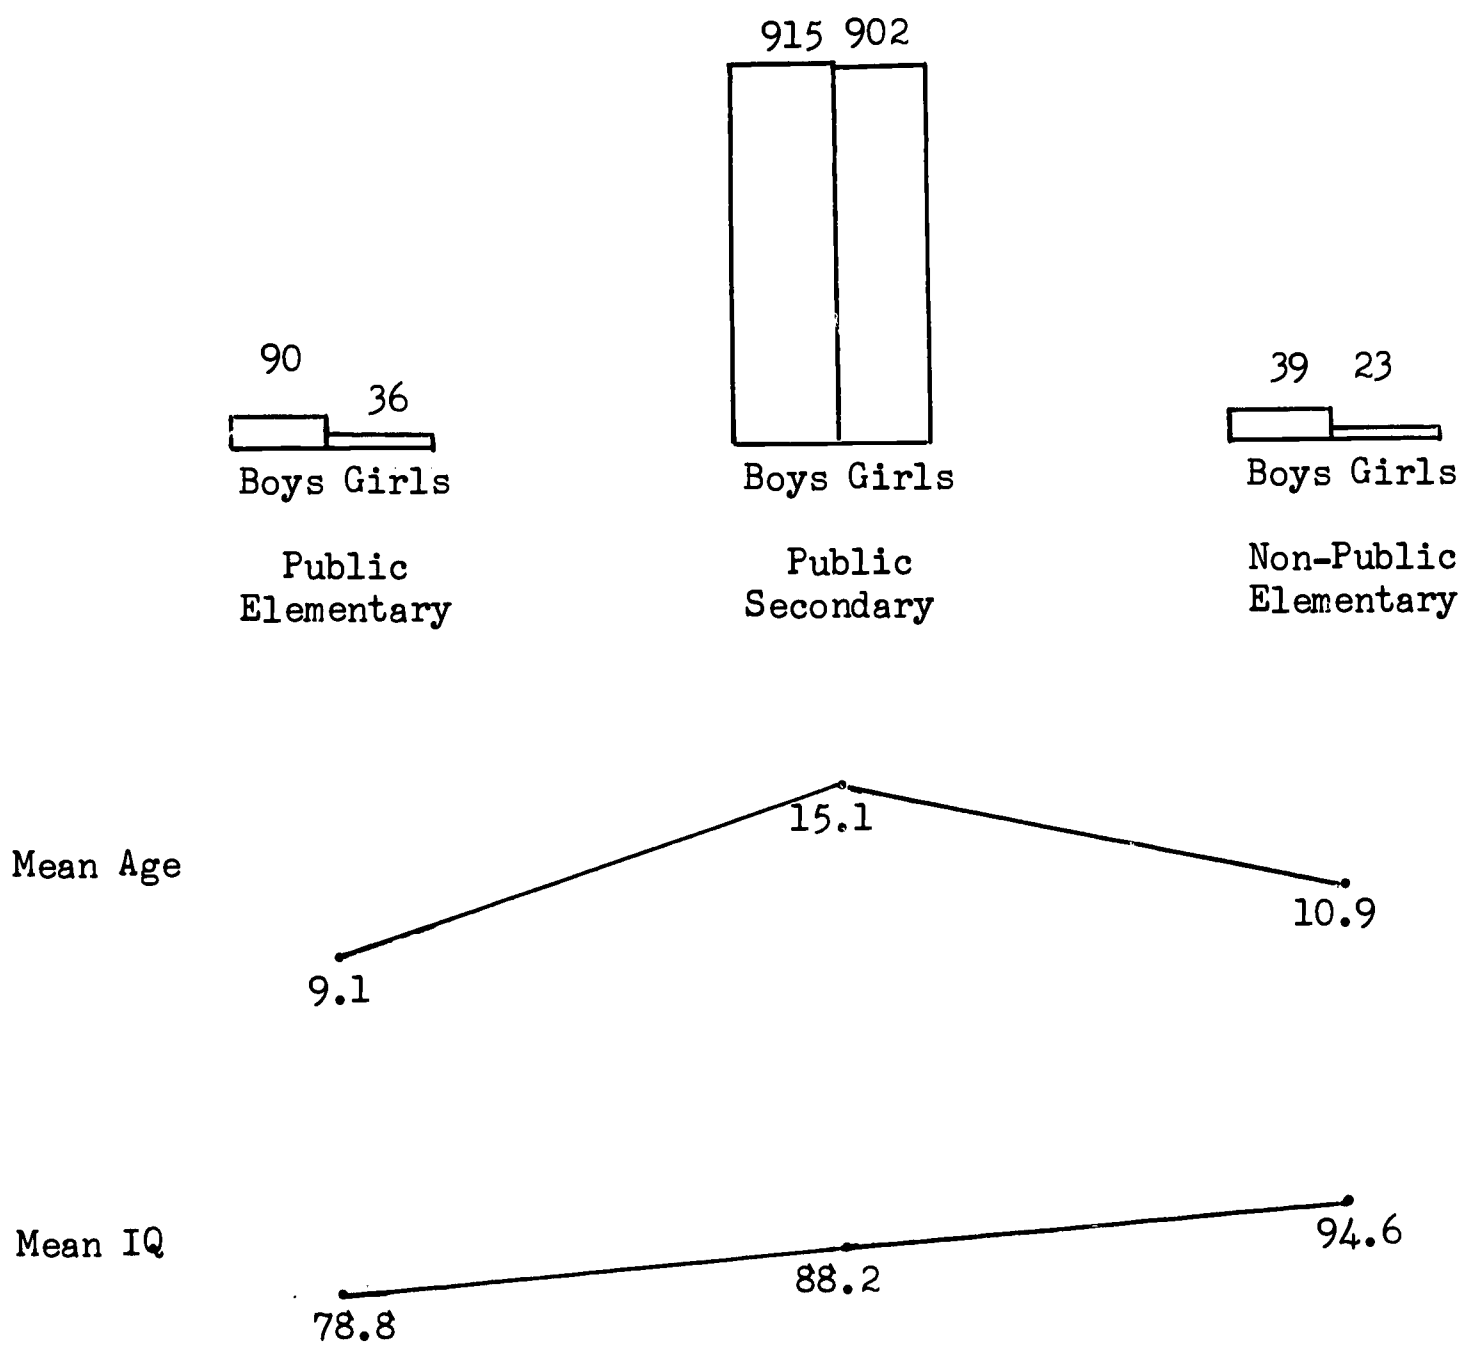 915 902
90
36
39 23
Boys Girls
Boys Girls
Boys Girls
Public
Elementary
Public
Secondary
Non-Public
Elementary
Mean Age
9.1
15.1
10.9
Mean IQ
78.8
88.2
94.6